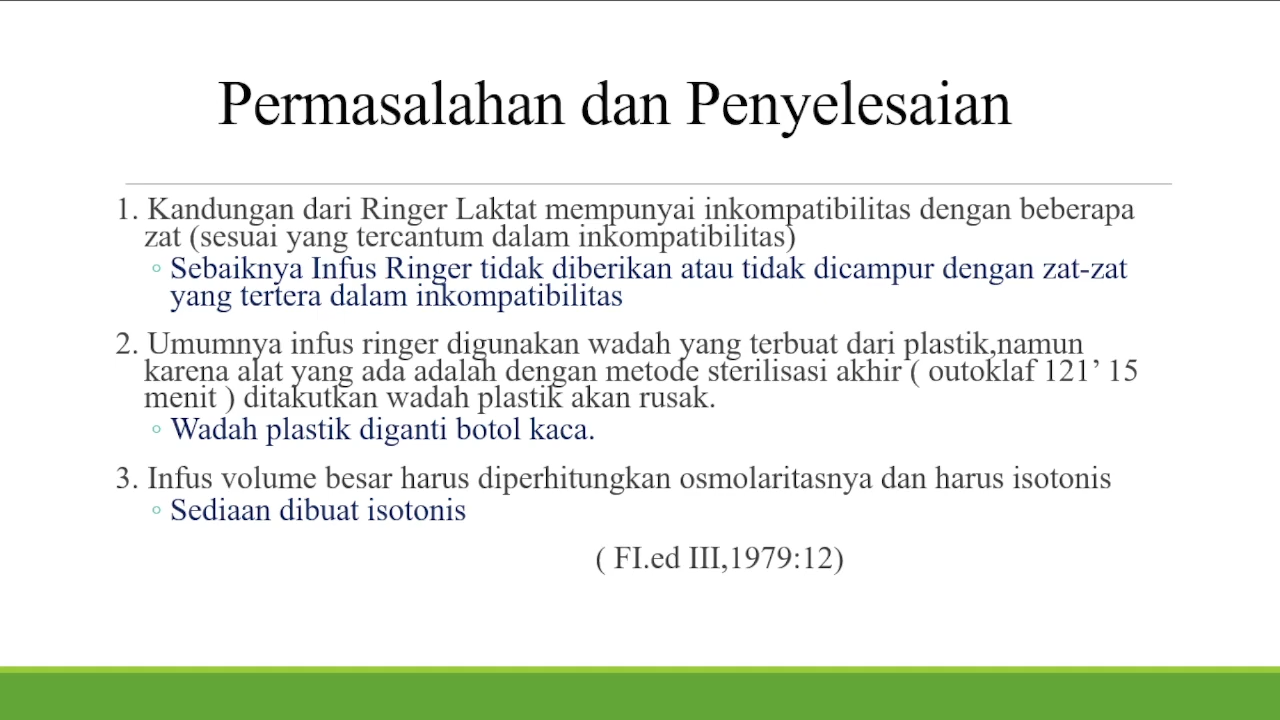 Permasalahan dan Penyelesaian
1. Kandungan dari Ringer Laktat mempunyai inkompatibilitas dengan beberapa
zat (sesuai yang tercantum dalam inkompatibilitas)
◦ Sebaiknya Infus Ringer tidak diberikan atau tidak dicampur dengan zat-zat
yang tertera dalam inkompatibilitas
2. Umumnya infus ringer digunakan wadah yang terbuat dari plastik,namun
karena alat yang ada adalah dengan metode sterilisasi akhir ( outoklaf 121’ 15
menit ) ditakutkan wadah plastik akan rusak.
◦ Wadah plastik diganti botol kaca.
3. Infus volume besar harus diperhitungkan osmolaritasnya dan harus isotonis
◦ Sediaan dibuat isotonis
( FI.ed III,1979:12)